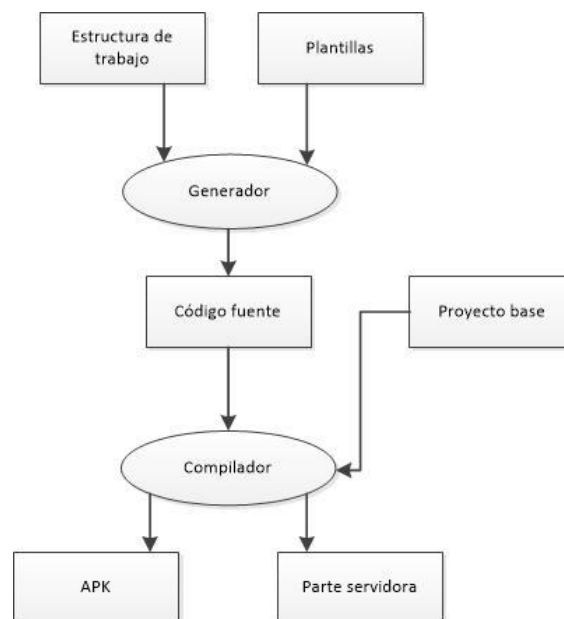 Estructura de
trabajo
Plantillas
Generador
Código fuente
Proyecto base
Compilador
APK
Parte servidora